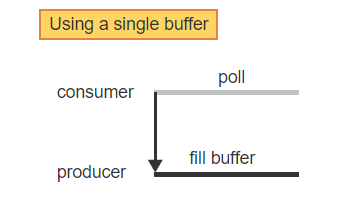 Using a single buffer
poll
consumer
fill buffer
producer